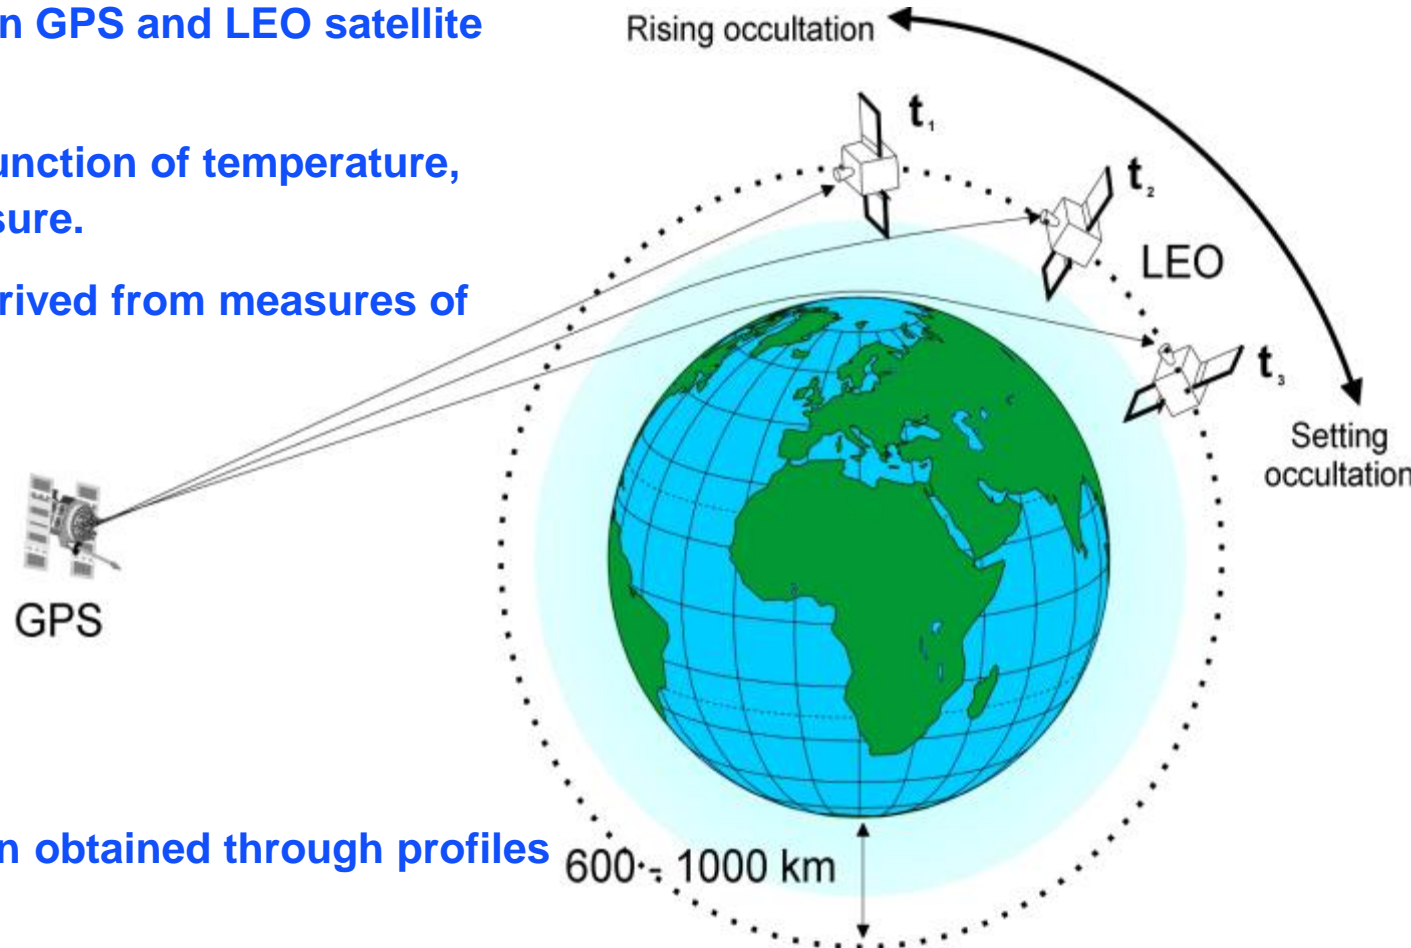 n GPS and LEO satellite
unction of temperature,
sure.
rived from measures of
n obtained through profiles
Rising occultation
t₁
t₂
LEO
t₃
Setting
occultation
GPS
600 - 1000 km